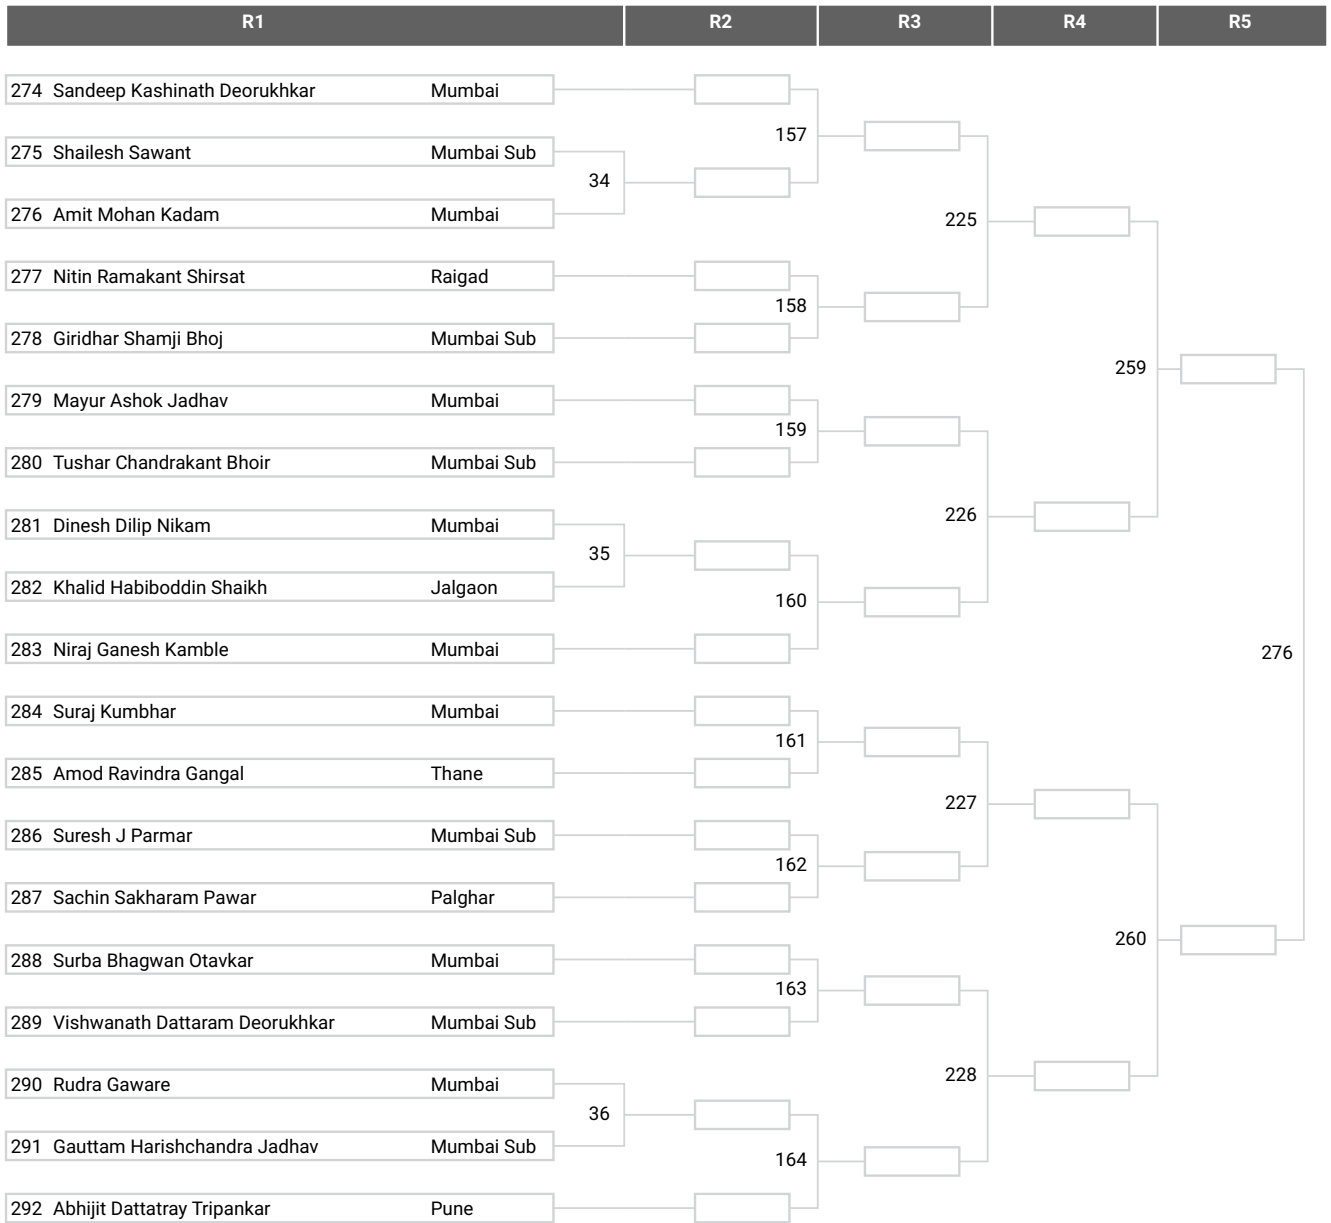 R1 R2 R3 R4 R5
274 Sandeep Kashinath Deorukhkar Mumbai
157
275 Shailesh Sawant Mumbai Sub
34
276 Amit Mohan Kadam Mumbai
225
277 Nitin Ramakant Shirsat Raigad
158
278 Giridhar Shamji Bhoj Mumbai Sub
259
279 Mayur Ashok Jadhav Mumbai
159
280 Tushar Chandrakant Bhoir Mumbai Sub
226
281 Dinesh Dilip Nikam Mumbai
35
282 Khalid Habiboddin Shaikh Jalgaon
160
283 Niraj Ganesh Kamble Mumbai
276
284 Suraj Kumbhar Mumbai
161
285 Amod Ravindra Gangal Thane
227
286 Suresh J Parmar Mumbai Sub
162
287 Sachin Sakharam Pawar Palghar
260
288 Surba Bhagwan Otavkar Mumbai
163
289 Vishwanath Dattaram Deorukhkar Mumbai Sub
228
290 Rudra Gaware Mumbai
36
291 Gauttam Harishchandra Jadhav Mumbai Sub
164
292 Abhijit Dattatray Tripankar Pune